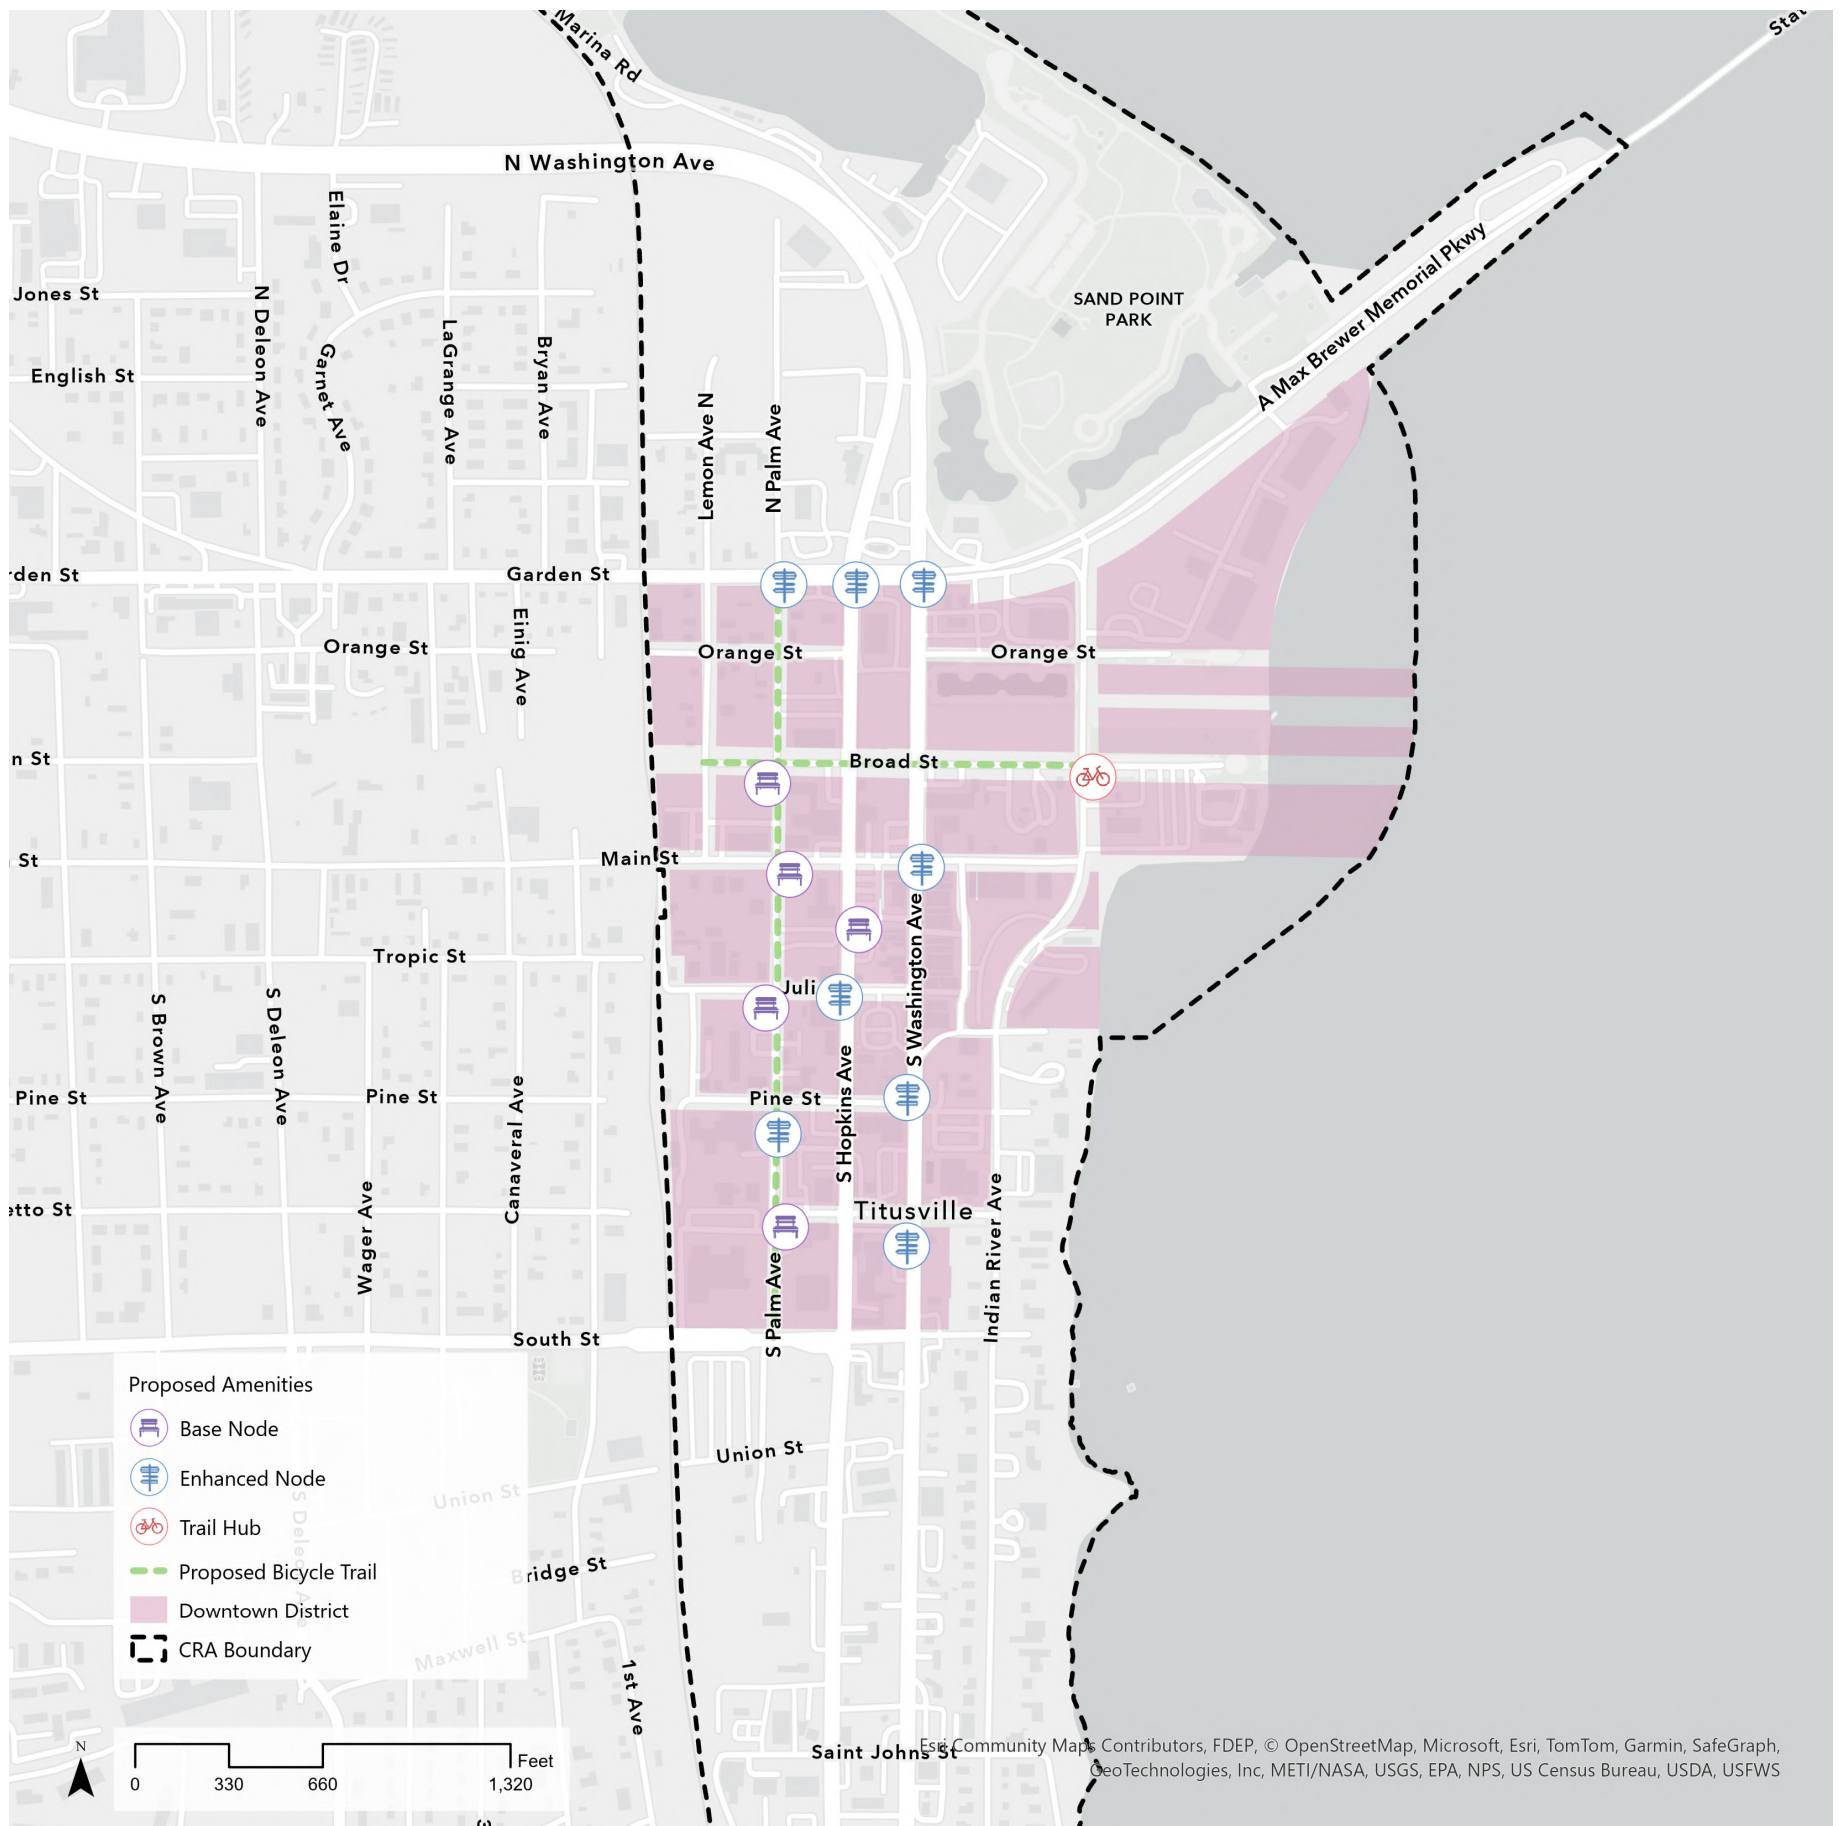 Marina Rd
Stat
N Washington Ave
Elaine Dr
Jones St
N Deleon Ave
SAND POINT
PARK
A Max Brewer Memorial Pkwy
English St
Garnet Ave
LaGrange Ave
Bryan Ave
Lemon Ave N
N Palm Ave
rden St
Garden St
Einig Ave
Orange St
Orange St
Orange St
n St
Broad St
St
Main St
S Washington Ave
Tropic St
Juli
S Brown Ave
S Deleon Ave
Pine St
Pine St
Canaveral Ave
Pine St
S Hopkins Ave
etto St
Wager Ave
Titusville
Indian River Ave
S Palm Ave
South St
Proposed Amenities
Base Node
Enhanced Node
Trail Hub
Proposed Bicycle Trail
Downtown District
CRA Boundary
Union St
Union St
S Deleon Ave
Bridge St
Maxwell St
1st Ave
Saint Johns St
N
0 330 660 1,320
Feet
Esri Community Maps Contributors, FDEP, © OpenStreetMap, Microsoft, Esri, TomTom, Garmin, SafeGraph,
GeoTechnologies, Inc, METI/NASA, USGS, EPA, NPS, US Census Bureau, USDA, USFWS